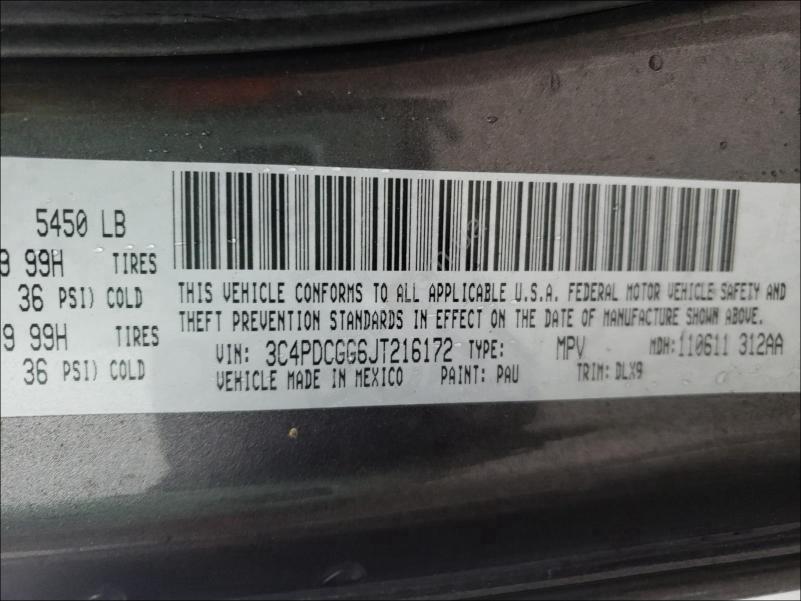 5450 LB
9 99H TIRES
36 PSI) COLD
9 99H TIRES
36 PSI) COLD
THIS VEHICLE CONFORMS TO ALL APPLICABLE U.S.A. FEDERAL MOTOR VEHICLE SAFETY AND
THEFT PREVENTION STANDARDS IN EFFECT ON THE DATE OF MANUFACTURE SHOWN ABOVE.
VIN: 3C4PDCGG6JT216172 TYPE: MPV MDH: 110611 312AA
VEHICLE MADE IN MEXICO PAINT: PAU TRIM: DLX9